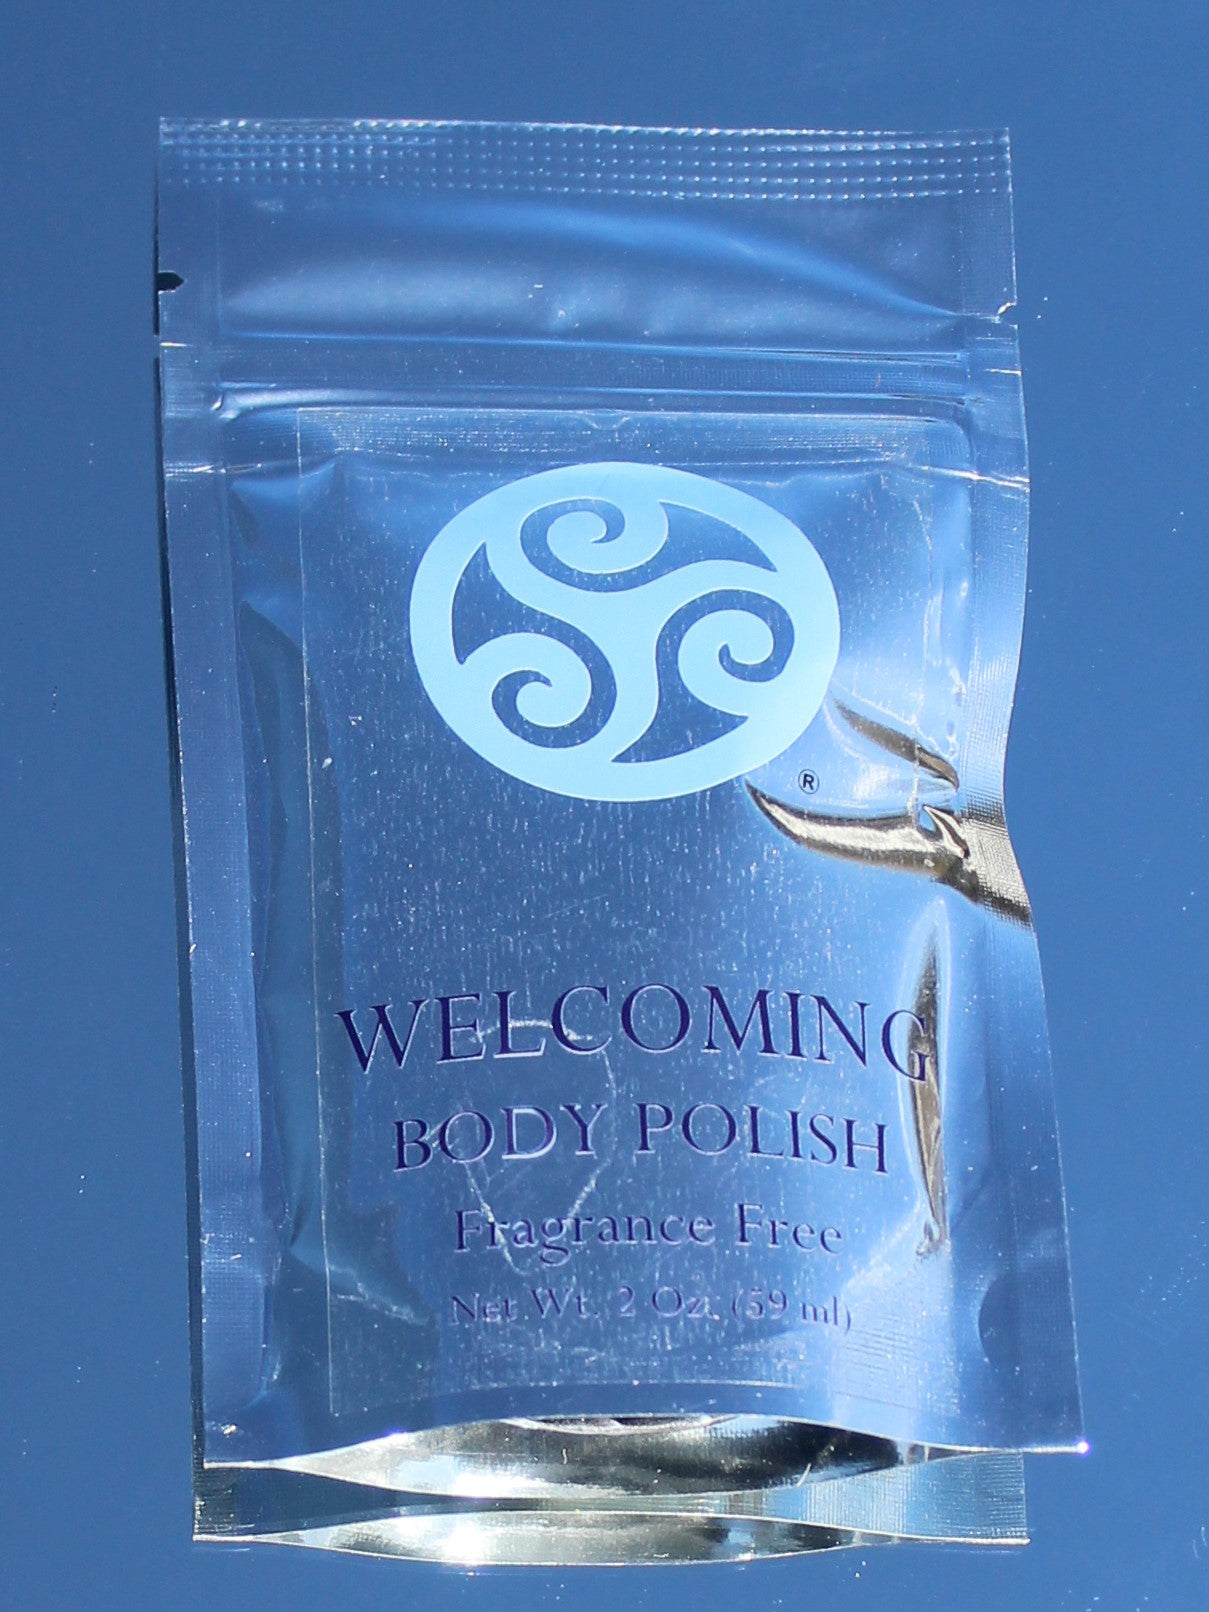 ®
WELCOMING
BODY POLISH
Fragrance Free
Net Wt. 2 Oz. (59 ml)